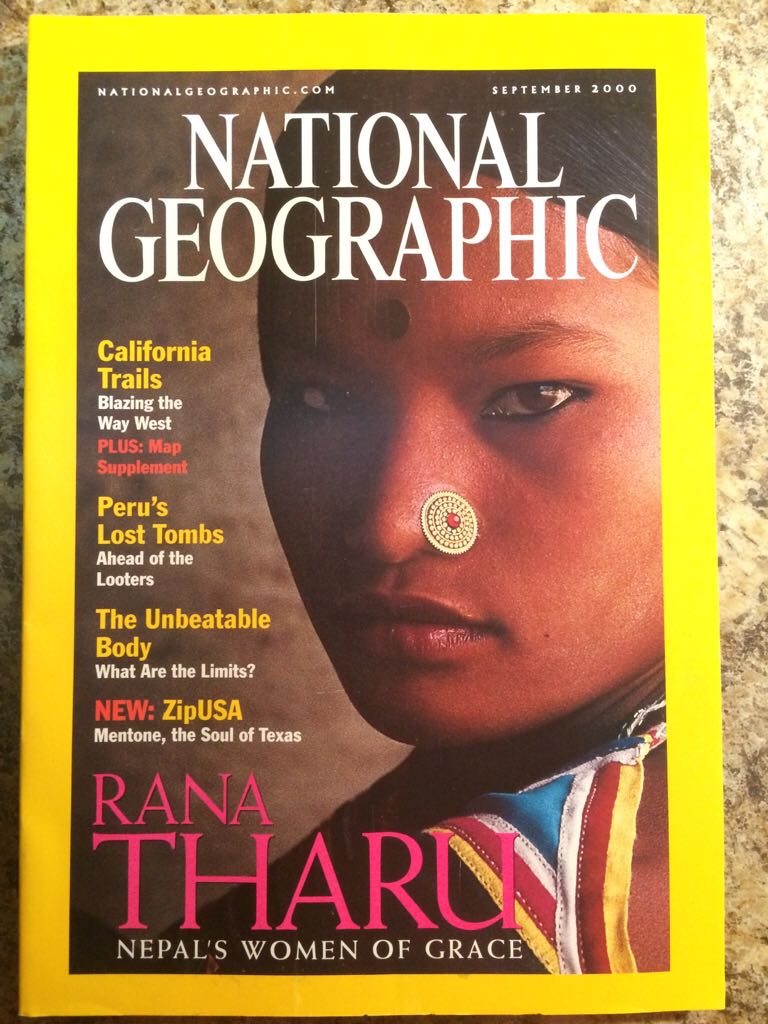 NATIONALGEOGRAPHIC.COM
SEPTEMBER 2000
NATIONAL
GEOGRAPHIC
California
Trails
Blazing the
Way West
PLUS: Map
Supplement
Peru's
Lost Tombs
Ahead of the
Looters
The Unbeatable
Body
What Are the Limits?
NEW: ZipUSA
Mentone, the Soul of Texas
RANA
THARU
NEPAL'S WOMEN OF GRACE